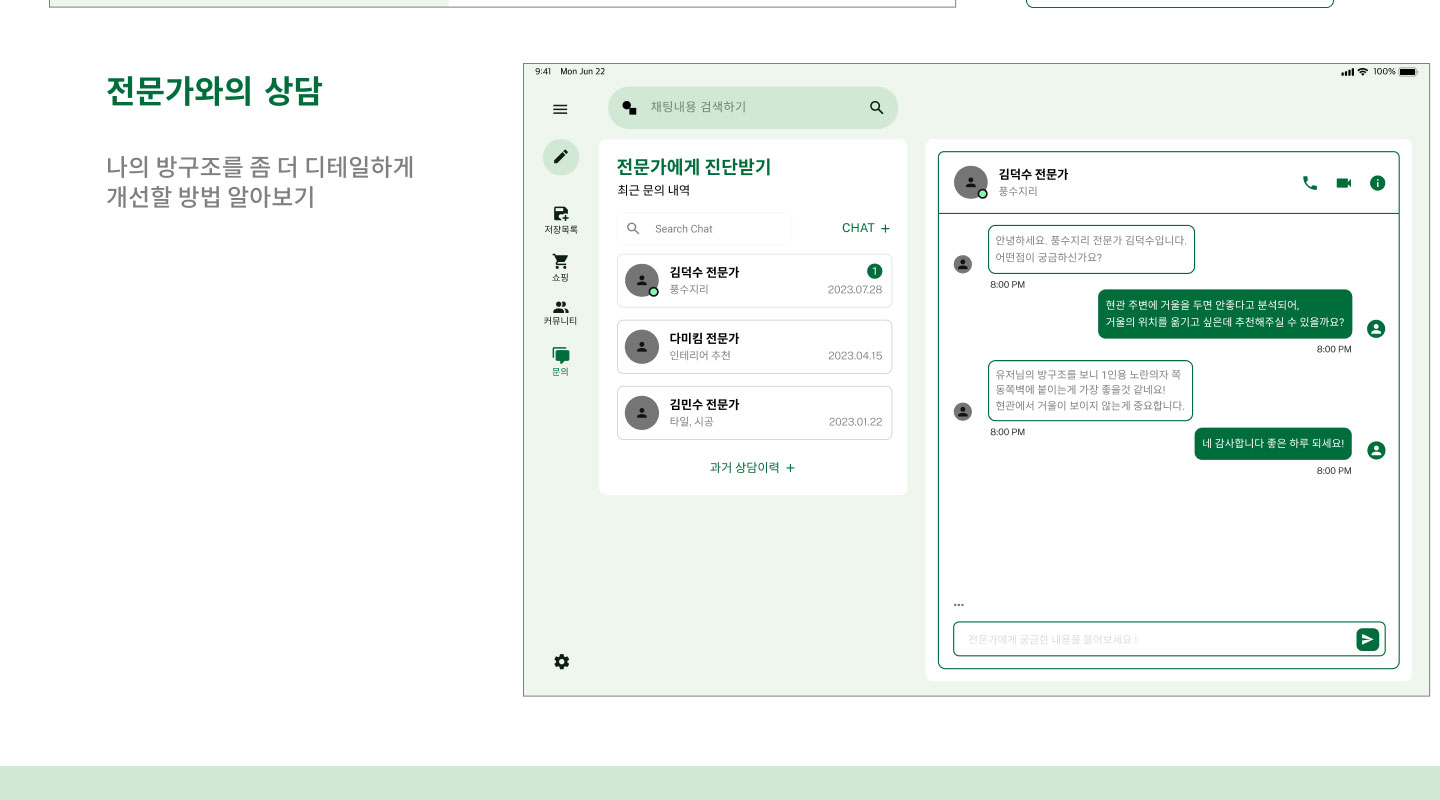 전문가와의 상담
나의 방구조를 좀 더 디테일하게
개선할 방법 알아보기
9:41 Mon Jun 22
100%
채팅내용 검색하기
저장목록
쇼핑
커뮤니티
문의
전문가에게 진단받기
최근 문의 내역
Search Chat
CHAT +
김덕수 전문가
1
풍수지리
2023.07.28
다미킴 전문가
인테리어 추천
2023.04.15
김민수 전문가
타일, 시공
2023.01.22
과거 상담이력 +
김덕수 전문가
풍수지리
안녕하세요. 풍수지리 전문가 김덕수입니다.
어떤점이 궁금하신가요?
8:00 PM
현관 주변에 거울을 두면 안좋다고 분석되어,
거울의 위치를 옮기고 싶은데 추천해주실 수 있을까요?
8:00 PM
유저님의 방구조를 보니 1인용 노란의자 쪽
동쪽벽에 붙이는게 가장 좋을것 같네요!
현관에서 거울이 보이지 않는게 중요합니다.
8:00 PM
네 감사합니다 좋은 하루 되세요!
8:00 PM
...
전문가에게 궁금한 내용을 물어보세요 !